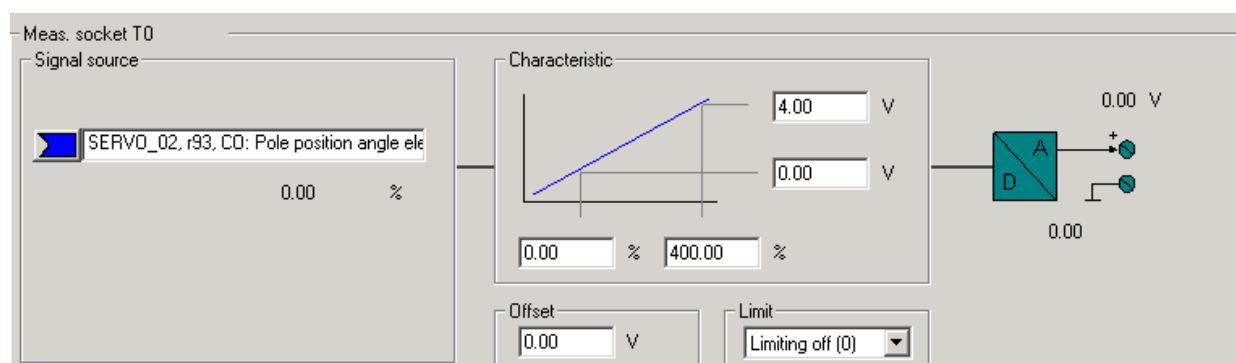 Meas. socket T0
Signal source
SERVO_02, r93, CO: Pole position angle ele
0.00 %
Characteristic
4.00 V
0.00 V
0.00 % 400.00 %
0.00 V
A
D
+
0.00
Offset
0.00 V
Limit
Limiting off (0)